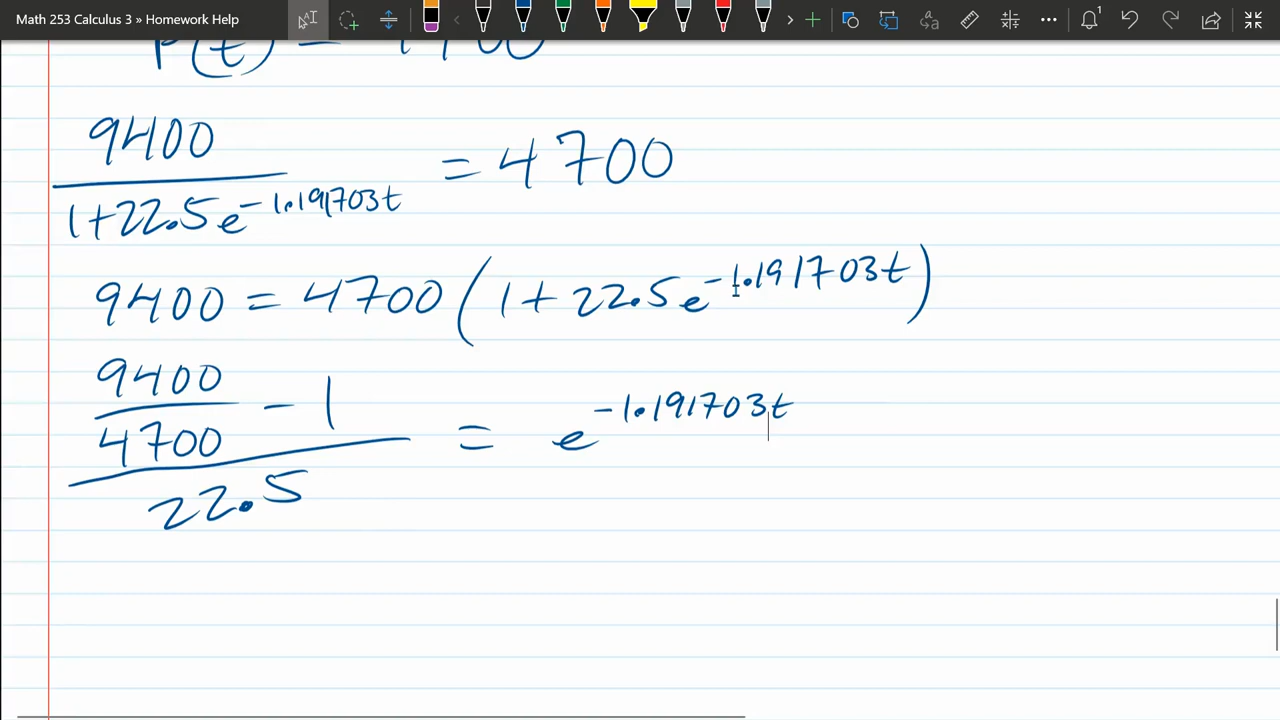 Math 253 Calculus 3 » Homework Help
P(t) = 4700
9400
1+22.5e^-1.191703t
= 4700
9400 = 4700 (1+22.5e^-1.191703t)
9400
4700
- 1
22.5
= e^-1.191703t